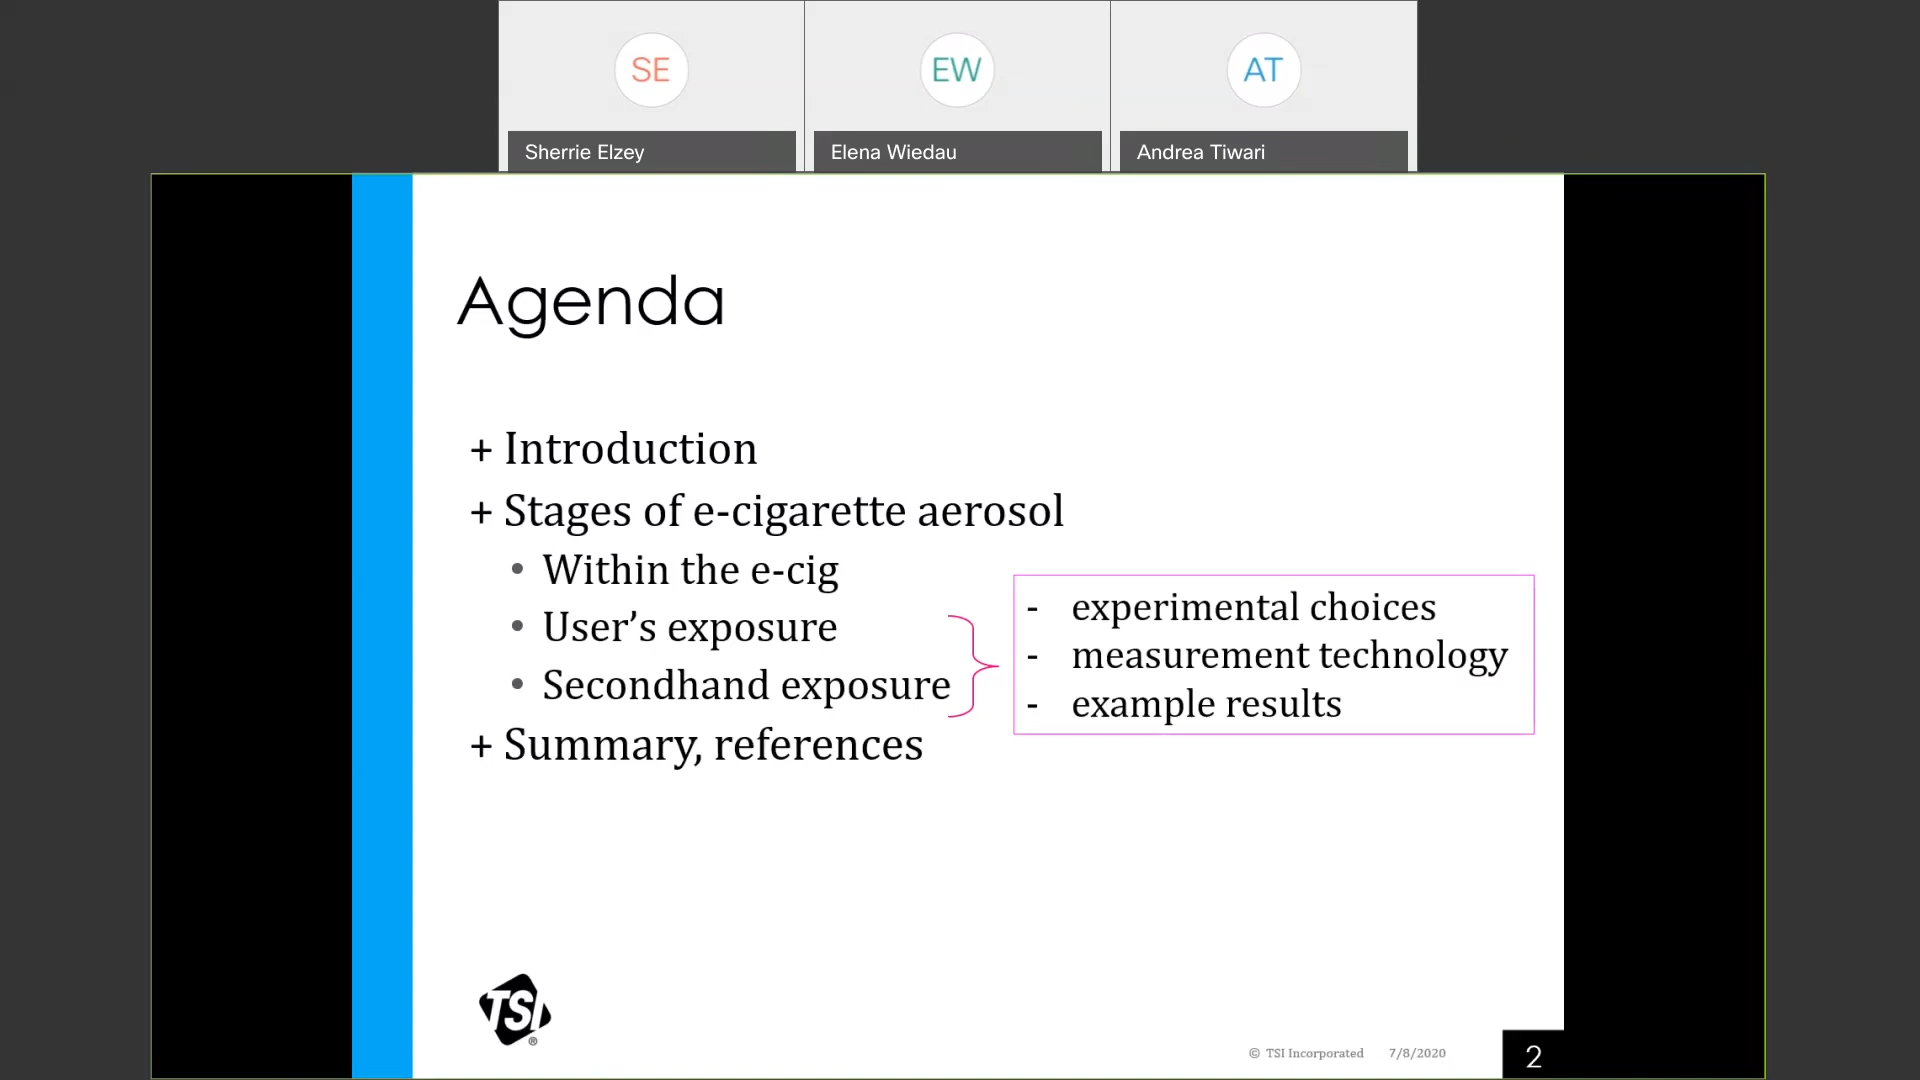 SE
EW
AT
Sherrie Elzey
Elena Wiedau
Andrea Tiwari
Agenda
+ Introduction
+ Stages of e-cigarette aerosol
• Within the e-cig
• User’s exposure
• Secondhand exposure
- experimental choices
- measurement technology
- example results
+ Summary, references
TSI®
© TSI Incorporated 7/8/2020
2